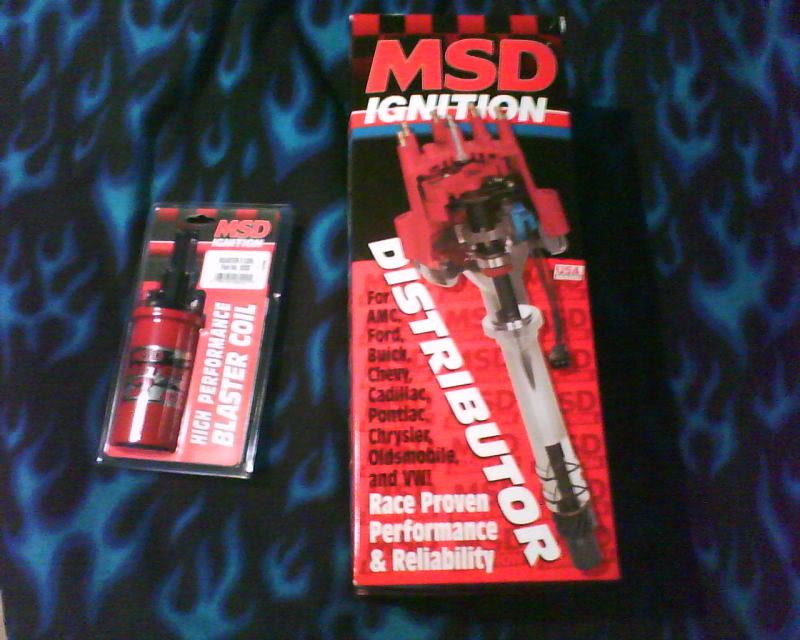 MSD
IGNITION
HIGH PERFORMANCE
BLASTER COIL
MSD
IGNITION
DISTRIBUTOR
USA
For
AMC,
Ford,
Buick,
Chevy,
Cadillac,
Pontiac,
Chrysler,
Oldsmobile,
and VW!
Race Proven
Performance
& Reliability